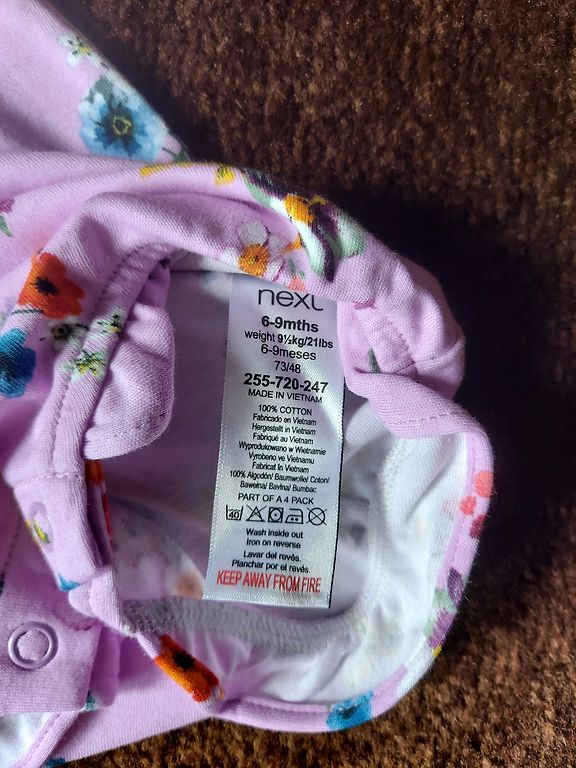 next
6-9mths
weight 9½kg/21lbs
6-9meses
73/48
255-720-247
MADE IN VIETNAM
100% COTTON
Fabricado en Vietnam
Hergestellt in Vietnam
Fabriqué au Vietnam
Wyprodukowano w Wietnamie
Vyrobeno ve Vietnamu
Fabricat în Vietnam
100% Algodón/ Baumwolle/ Coton/
Bawełna/ Bavlna/ Bumbac
PART OF A 4 PACK
40
Wash inside out
Iron on reverse
Lavar del revés.
Planchar por el revés.
KEEP AWAY FROM FIRE